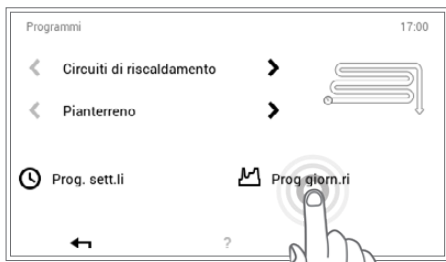 Programmi 17:00
Circuiti di riscaldamento
Pianterreno
Prog. sett.li Prog giorn.ri
?